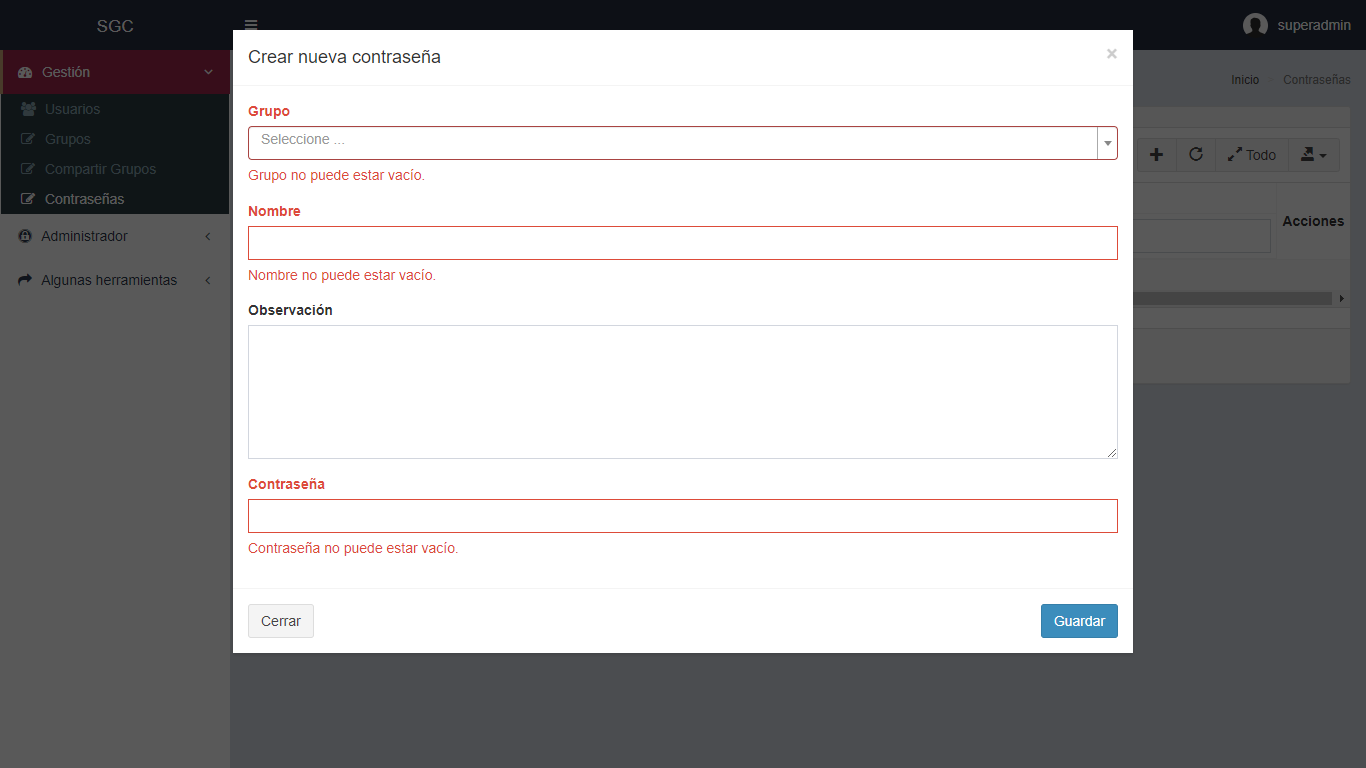 SGC
superadmin
Gestión
Usuarios
Grupos
Compartir Grupos
Contraseñas
Administrador
Algunas herramientas
Inicio
Contraseñas
Todo
Acciones
Crear nueva contraseña
×
Grupo
Seleccione ...
Grupo no puede estar vacío.
Nombre
Nombre no puede estar vacío.
Observación
Contraseña
Contraseña no puede estar vacío.
Cerrar
Guardar